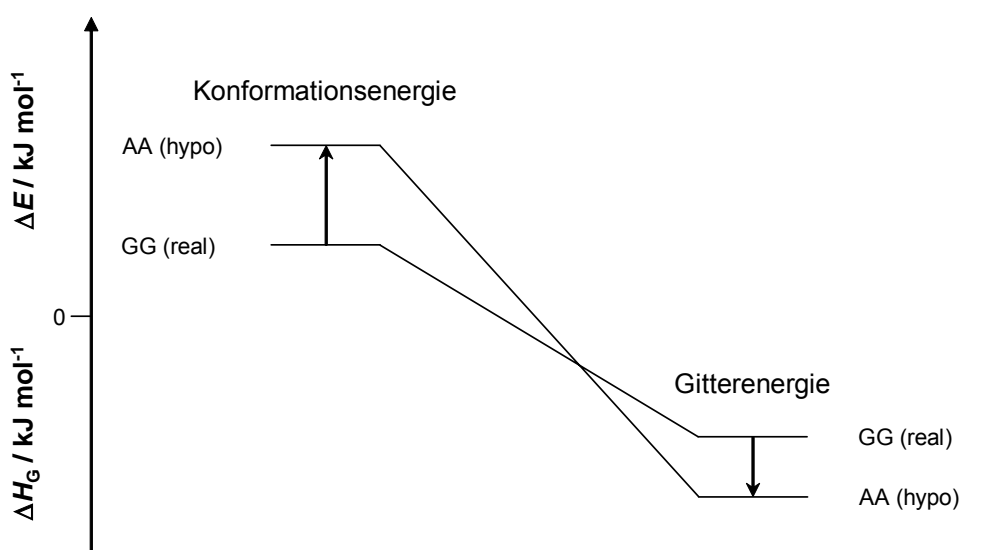 Konformationsenergie
ΔE / kJ mol-1
AA (hypo)
GG (real)
0
Gitterenergie
ΔHG / kJ mol-1
GG (real)
AA (hypo)